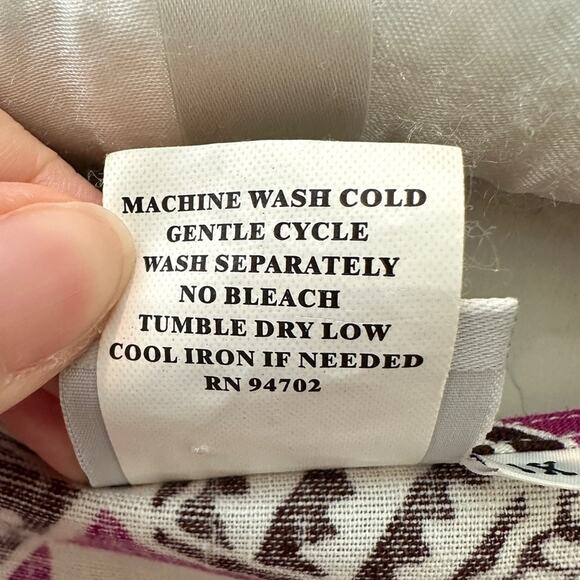 MACHINE WASH COLD
GENTLE CYCLE
WASH SEPARATELY
NO BLEACH
TUMBLE DRY LOW
COOL IRON IF NEEDED
RN 94702